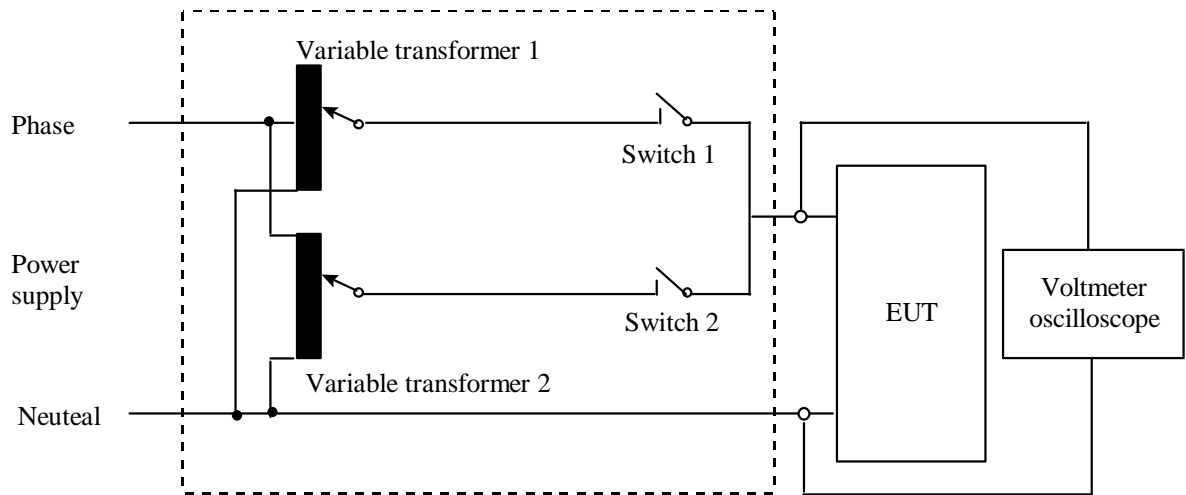 Variable transformer 1
Phase
Switch 1
Power
supply
Switch 2
EUT
Voltmeter
oscilloscope
Variable transformer 2
Neuteal